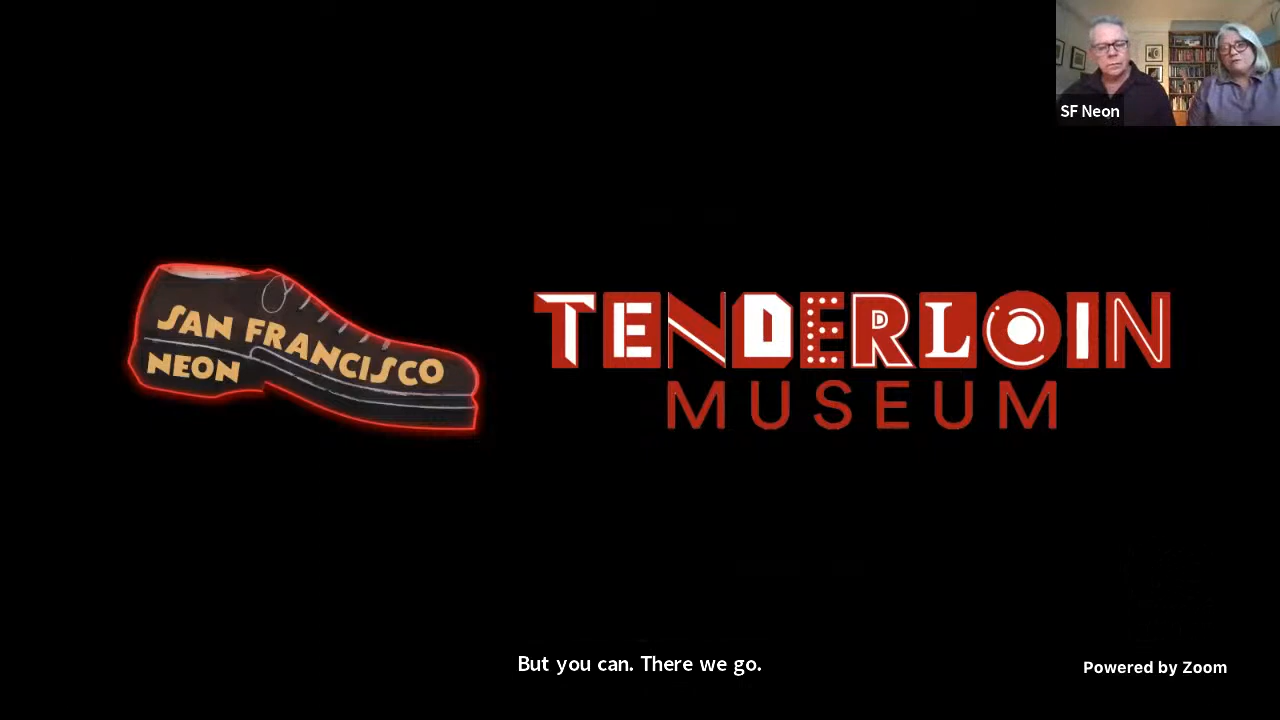 SF Neon
SAN FRANCISCO
NEON
TENDERLOIN
MUSEUM
But you can. There we go.
Powered by Zoom